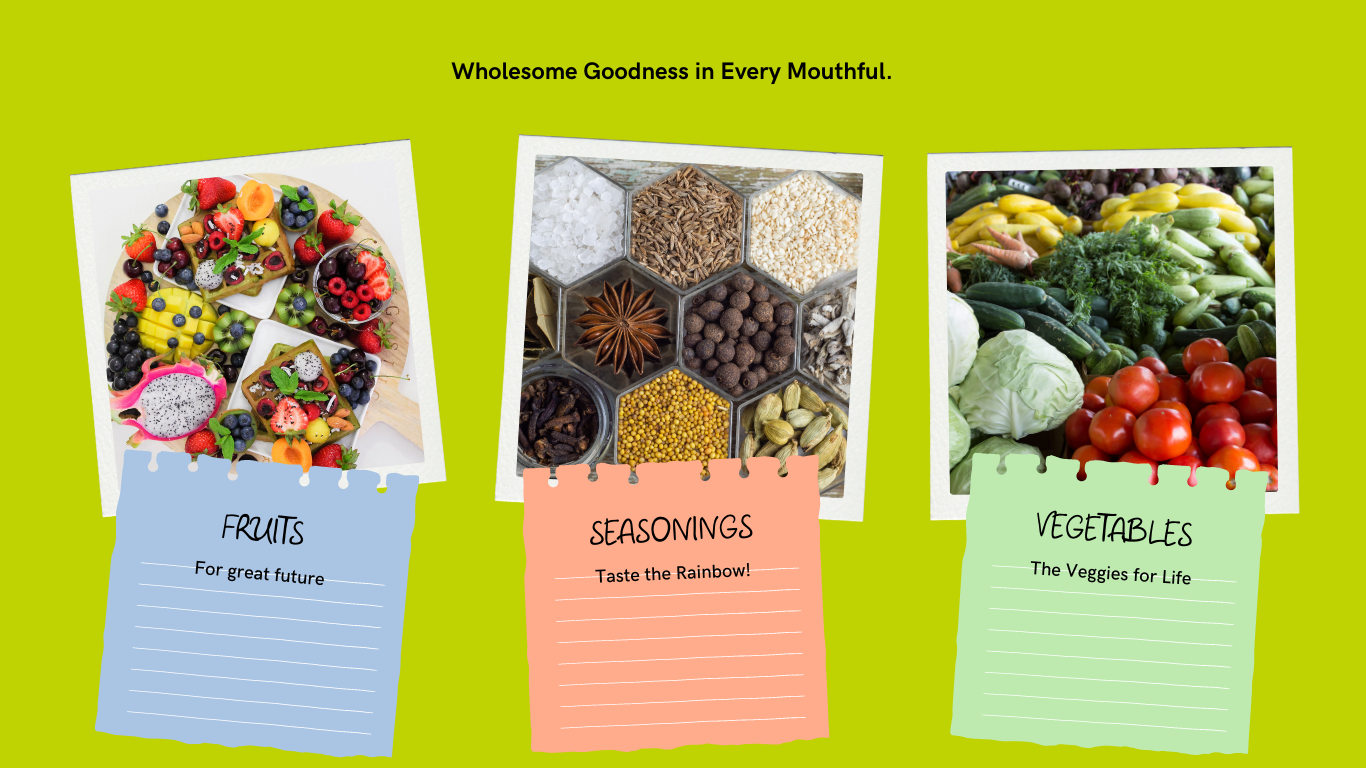 Wholesome Goodness in Every Mouthful.
FRUITS
For great future
SEASONINGS
Taste the Rainbow!
VEGETABLES
The Veggies for Life